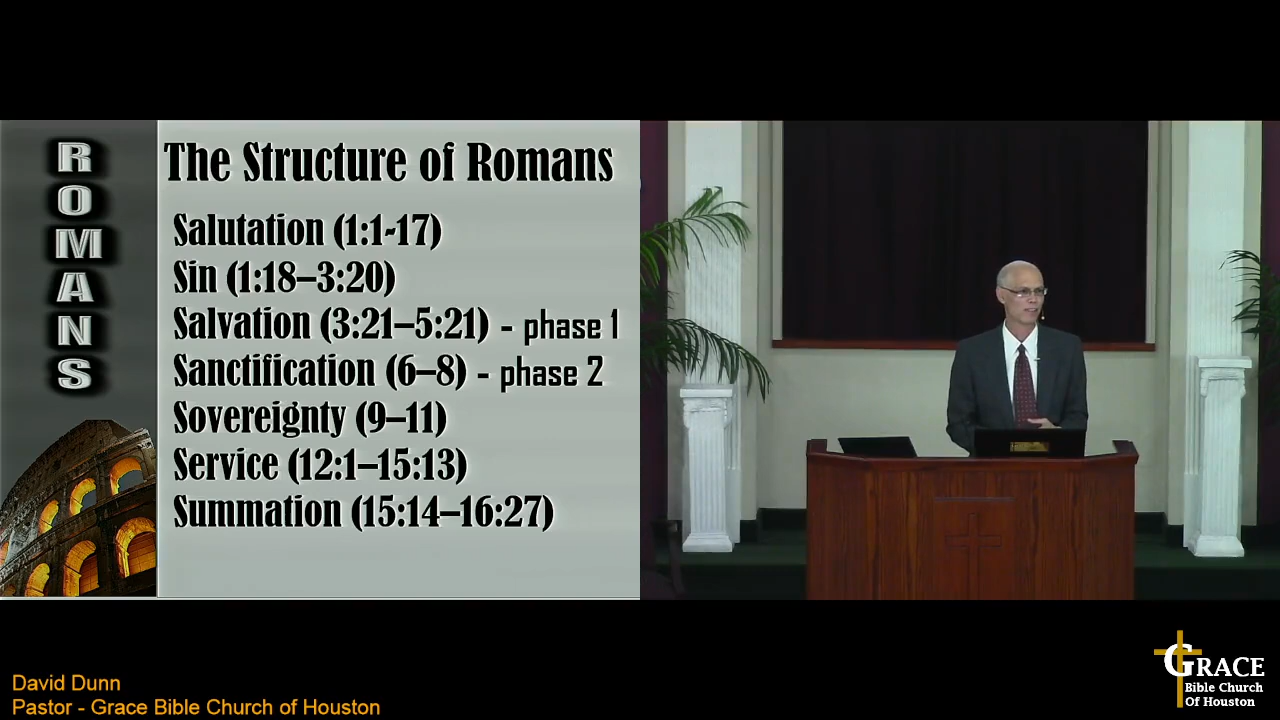 ROMANS
The Structure of Romans
Salutation (1:1-17)
Sin (1:18–3:20)
Salvation (3:21–5:21) - phase 1
Sanctification (6–8) - phase 2
Sovereignty (9–11)
Service (12:1–15:13)
Summation (15:14–16:27)
David Dunn
Pastor - Grace Bible Church of Houston
GRACE
Bible Church
Of Houston